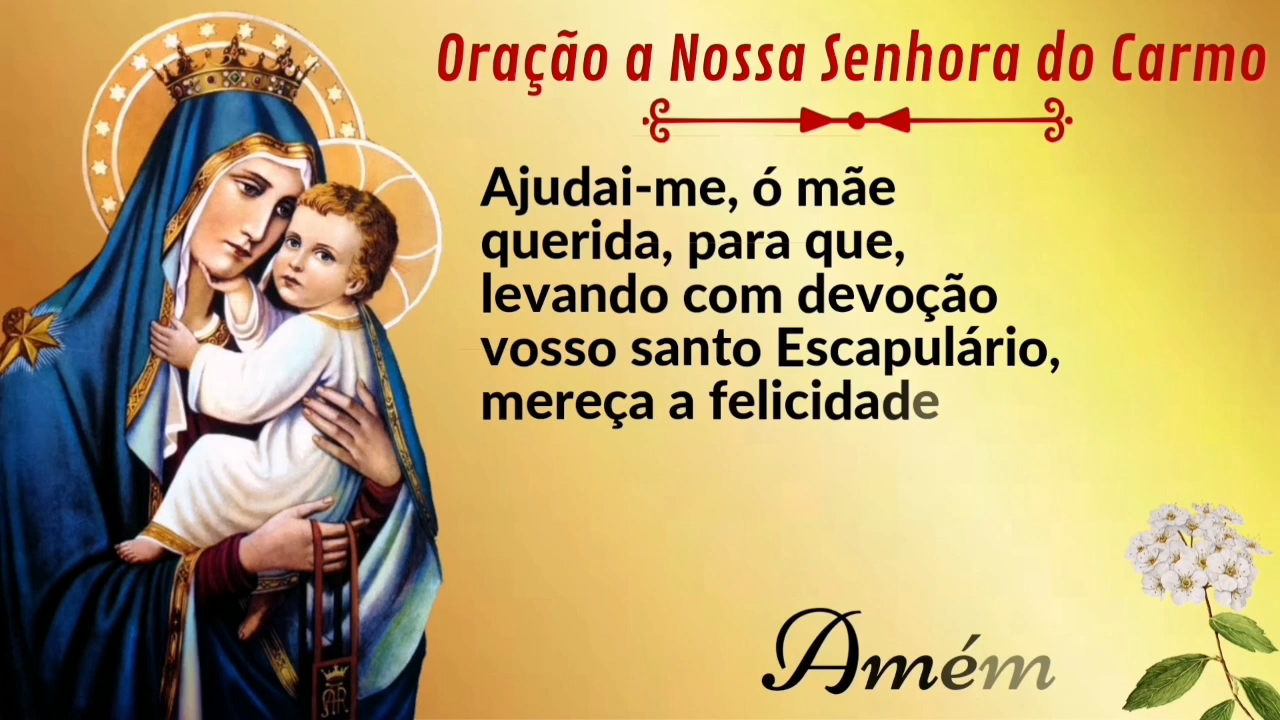 Oração a Nossa Senhora do Carmo
Ajudai-me, ó mãe
querida, para que,
levando com devoção
vosso santo Escapulário,
mereça a felicidade
Amém